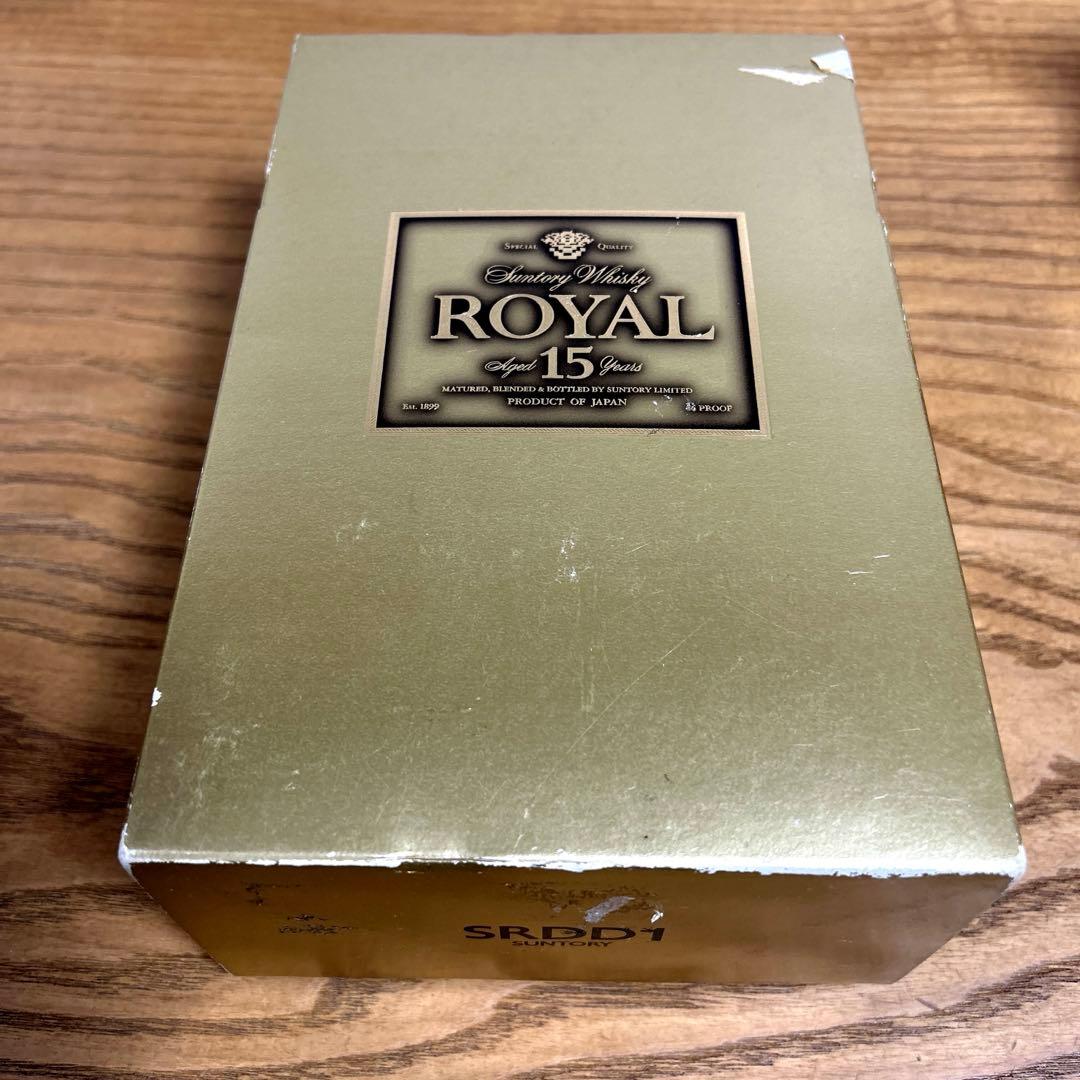 SPECIAL QUALITY
Suntory Whisky
ROYAL
Aged 15 Years
MATURED, BLENDED & BOTTLED BY SUNTORY LIMITED
PRODUCT OF JAPAN
Est. 1899
PROOF
SRDD1
SUNTORY